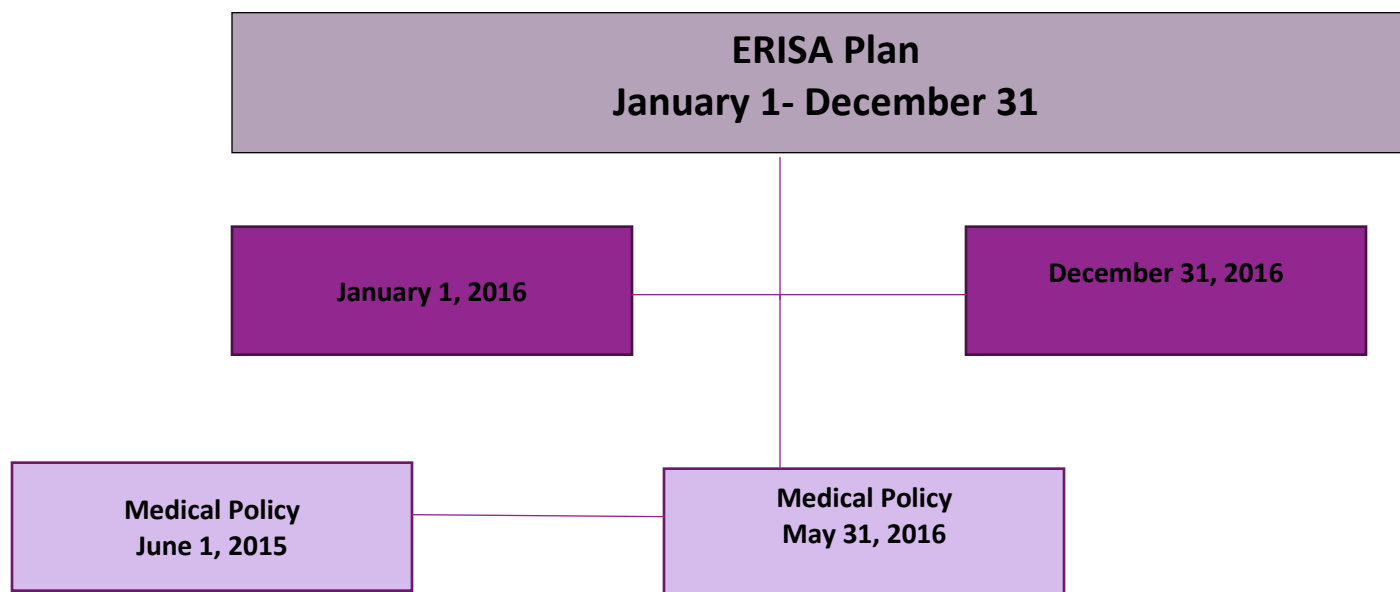 ERISA Plan
January 1- December 31
January 1, 2016
December 31, 2016
Medical Policy
June 1, 2015
Medical Policy
May 31, 2016